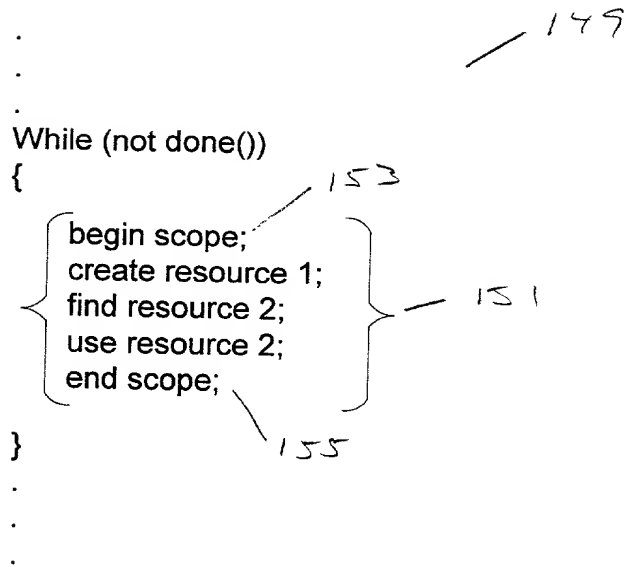 .
149
.
.
While (not done())
{
153
begin scope;
create resource 1;
find resource 2;
151
use resource 2;
end scope;
}
155
.
.
.